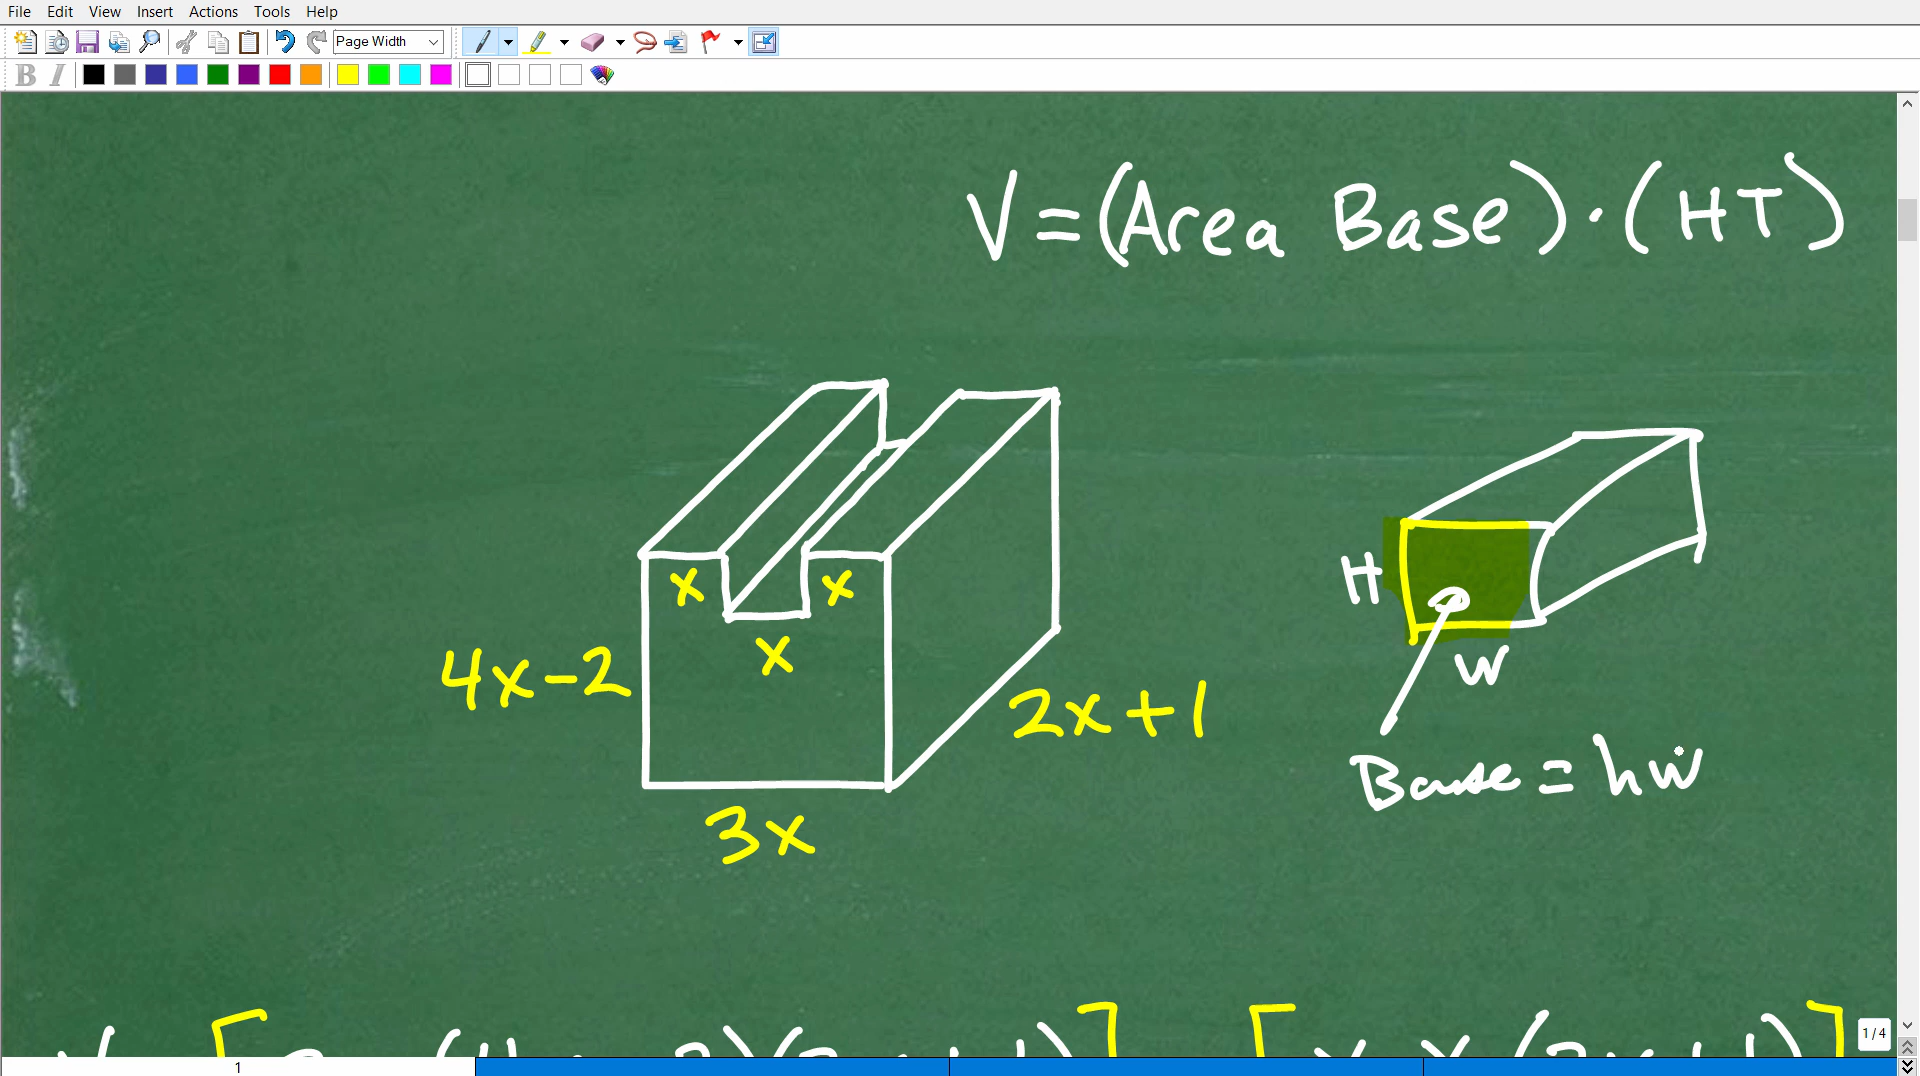 File Edit View Insert Actions Tools Help
Page Width
B I
V = (Area Base) · (HT)
x x
x
4x-2
2x+1
3x
H
W
Base = hw
1/4
1